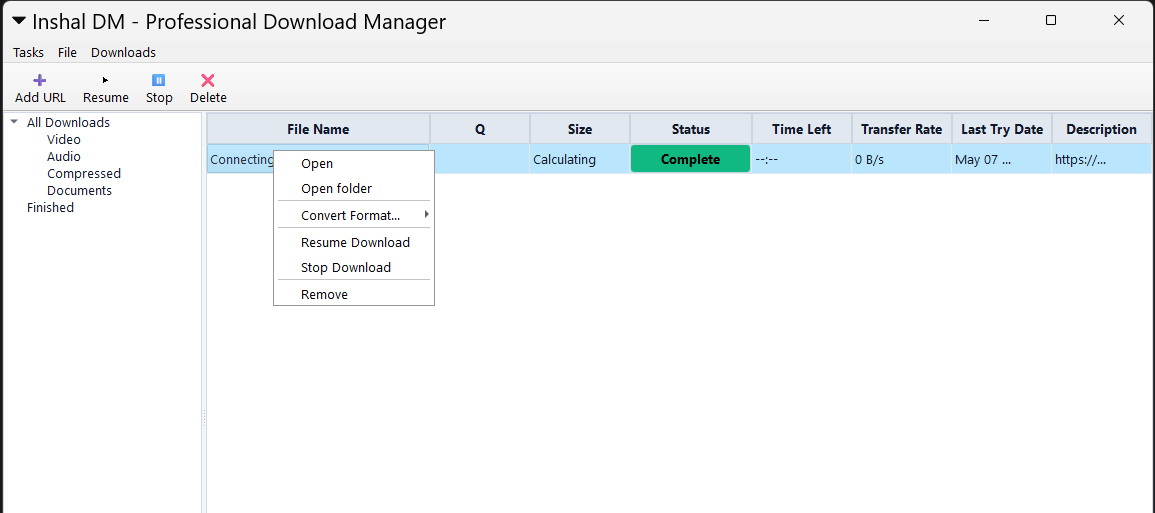 Inshal DM - Professional Download Manager
Tasks File Downloads
Add URL Resume Stop Delete
All Downloads
Video
Audio
Compressed
Documents
Finished
File Name Q Size Status Time Left Transfer Rate Last Try Date Description
Connecting Calculating Complete --:-- 0 B/s May 07 ... https://...
Open
Open folder
Convert Format...
Resume Download
Stop Download
Remove